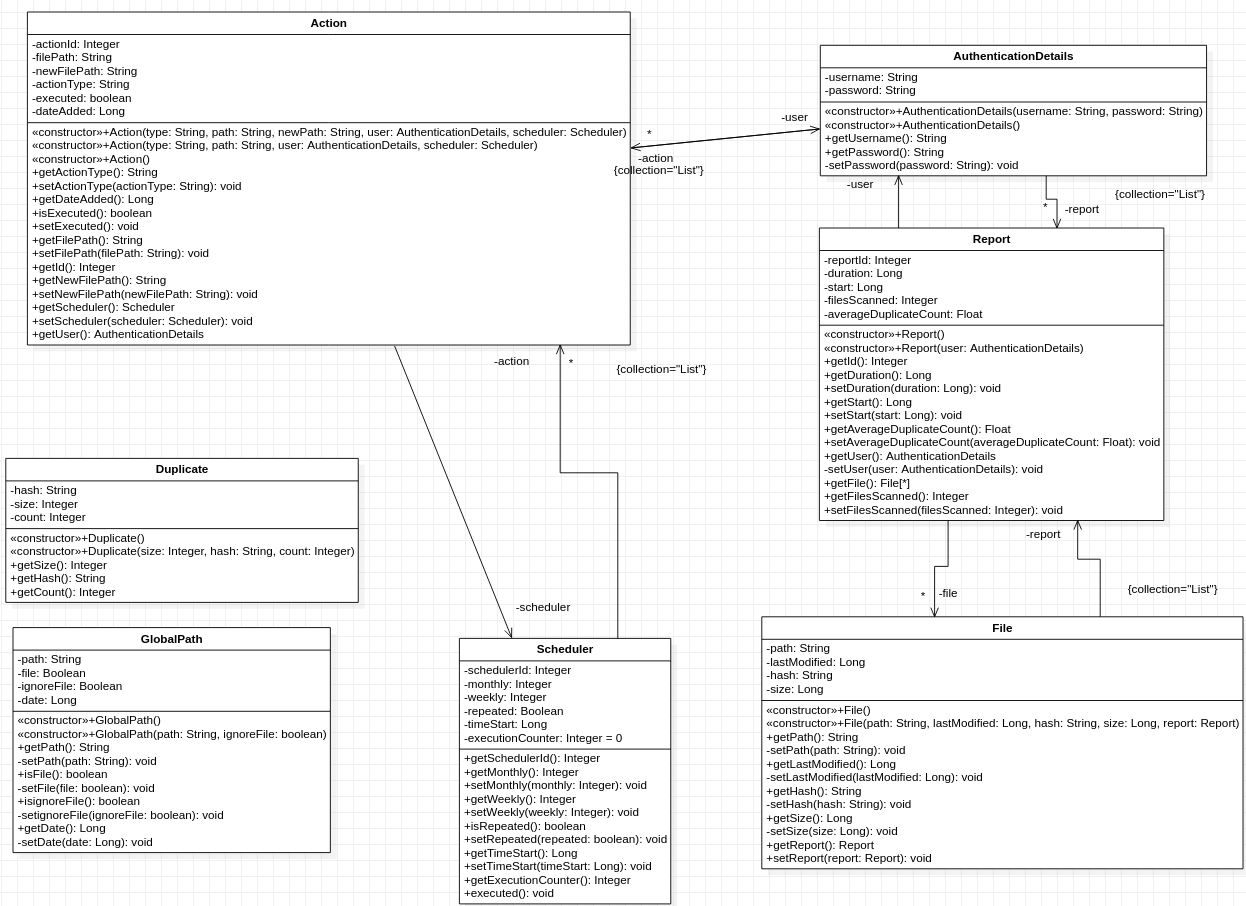 Action
-actionId: Integer
-filePath: String
-newFilePath: String
-actionType: String
-executed: boolean
-dateAdded: Long
«constructor»+Action(type: String, path: String, newPath: String, user: AuthenticationDetails, scheduler: Scheduler)
«constructor»+Action(type: String, path: String, user: AuthenticationDetails, scheduler: Scheduler)
«constructor»+Action()
+getActionType(): String
+setActionType(actionType: String): void
+getDateAdded(): Long
+isExecuted(): boolean
+setExecuted(): void
+getFilePath(): String
+setFilePath(filePath: String): void
+getId(): Integer
+getNewFilePath(): String
+setNewFilePath(newFilePath: String): void
+getScheduler(): Scheduler
+setScheduler(scheduler: Scheduler): void
+getUser(): AuthenticationDetails
-user
*
-action
{collection="List"}
AuthenticationDetails
-username: String
-password: String
«constructor»+AuthenticationDetails(username: String, password: String)
«constructor»+AuthenticationDetails()
+getUsername(): String
+getPassword(): String
-setPassword(password: String): void
-user
{collection="List"}
*
-report
Report
-reportId: Integer
-duration: Long
-start: Long
-filesScanned: Integer
-averageDuplicateCount: Float
«constructor»+Report()
«constructor»+Report(user: AuthenticationDetails)
+getId(): Integer
+getDuration(): Long
+setDuration(duration: Long): void
+getStart(): Long
+setStart(start: Long): void
+getAverageDuplicateCount(): Float
+setAverageDuplicateCount(averageDuplicateCount: Float): void
+getUser(): AuthenticationDetails
-setUser(user: AuthenticationDetails): void
+getFile(): File[*]
+getFilesScanned(): Integer
+setFilesScanned(filesScanned: Integer): void
-action
*
{collection="List"}
-report
*
-file
{collection="List"}
Duplicate
-hash: String
-size: Integer
-count: Integer
«constructor»+Duplicate()
«constructor»+Duplicate(size: Integer, hash: String, count: Integer)
+getSize(): Integer
+getHash(): String
+getCount(): Integer
-scheduler
GlobalPath
-path: String
-file: Boolean
-ignoreFile: Boolean
-date: Long
«constructor»+GlobalPath()
«constructor»+GlobalPath(path: String, ignoreFile: boolean)
+getPath(): String
-setPath(path: String): void
+isFile(): boolean
-setFile(file: boolean): void
+isignoreFile(): boolean
-setignoreFile(ignoreFile: boolean): void
+getDate(): Long
-setDate(date: Long): void
Scheduler
-schedulerId: Integer
-monthly: Integer
-weekly: Integer
-repeated: Boolean
-timeStart: Long
-executionCounter: Integer = 0
+getSchedulerId(): Integer
+getMonthly(): Integer
+setMonthly(monthly: Integer): void
+getWeekly(): Integer
+setWeekly(weekly: Integer): void
+isRepeated(): boolean
+setRepeated(repeated: boolean): void
+getTimeStart(): Long
+setTimeStart(timeStart: Long): void
+getExecutionCounter(): Integer
+executed(): void
File
-path: String
-lastModified: Long
-hash: String
-size: Long
«constructor»+File()
«constructor»+File(path: String, lastModified: Long, hash: String, size: Long, report: Report)
+getPath(): String
-setPath(path: String): void
+getLastModified(): Long
-setLastModified(lastModified: Long): void
+getHash(): String
-setHash(hash: String): void
+getSize(): Long
-setSize(size: Long): void
+getReport(): Report
+setReport(report: Report): void